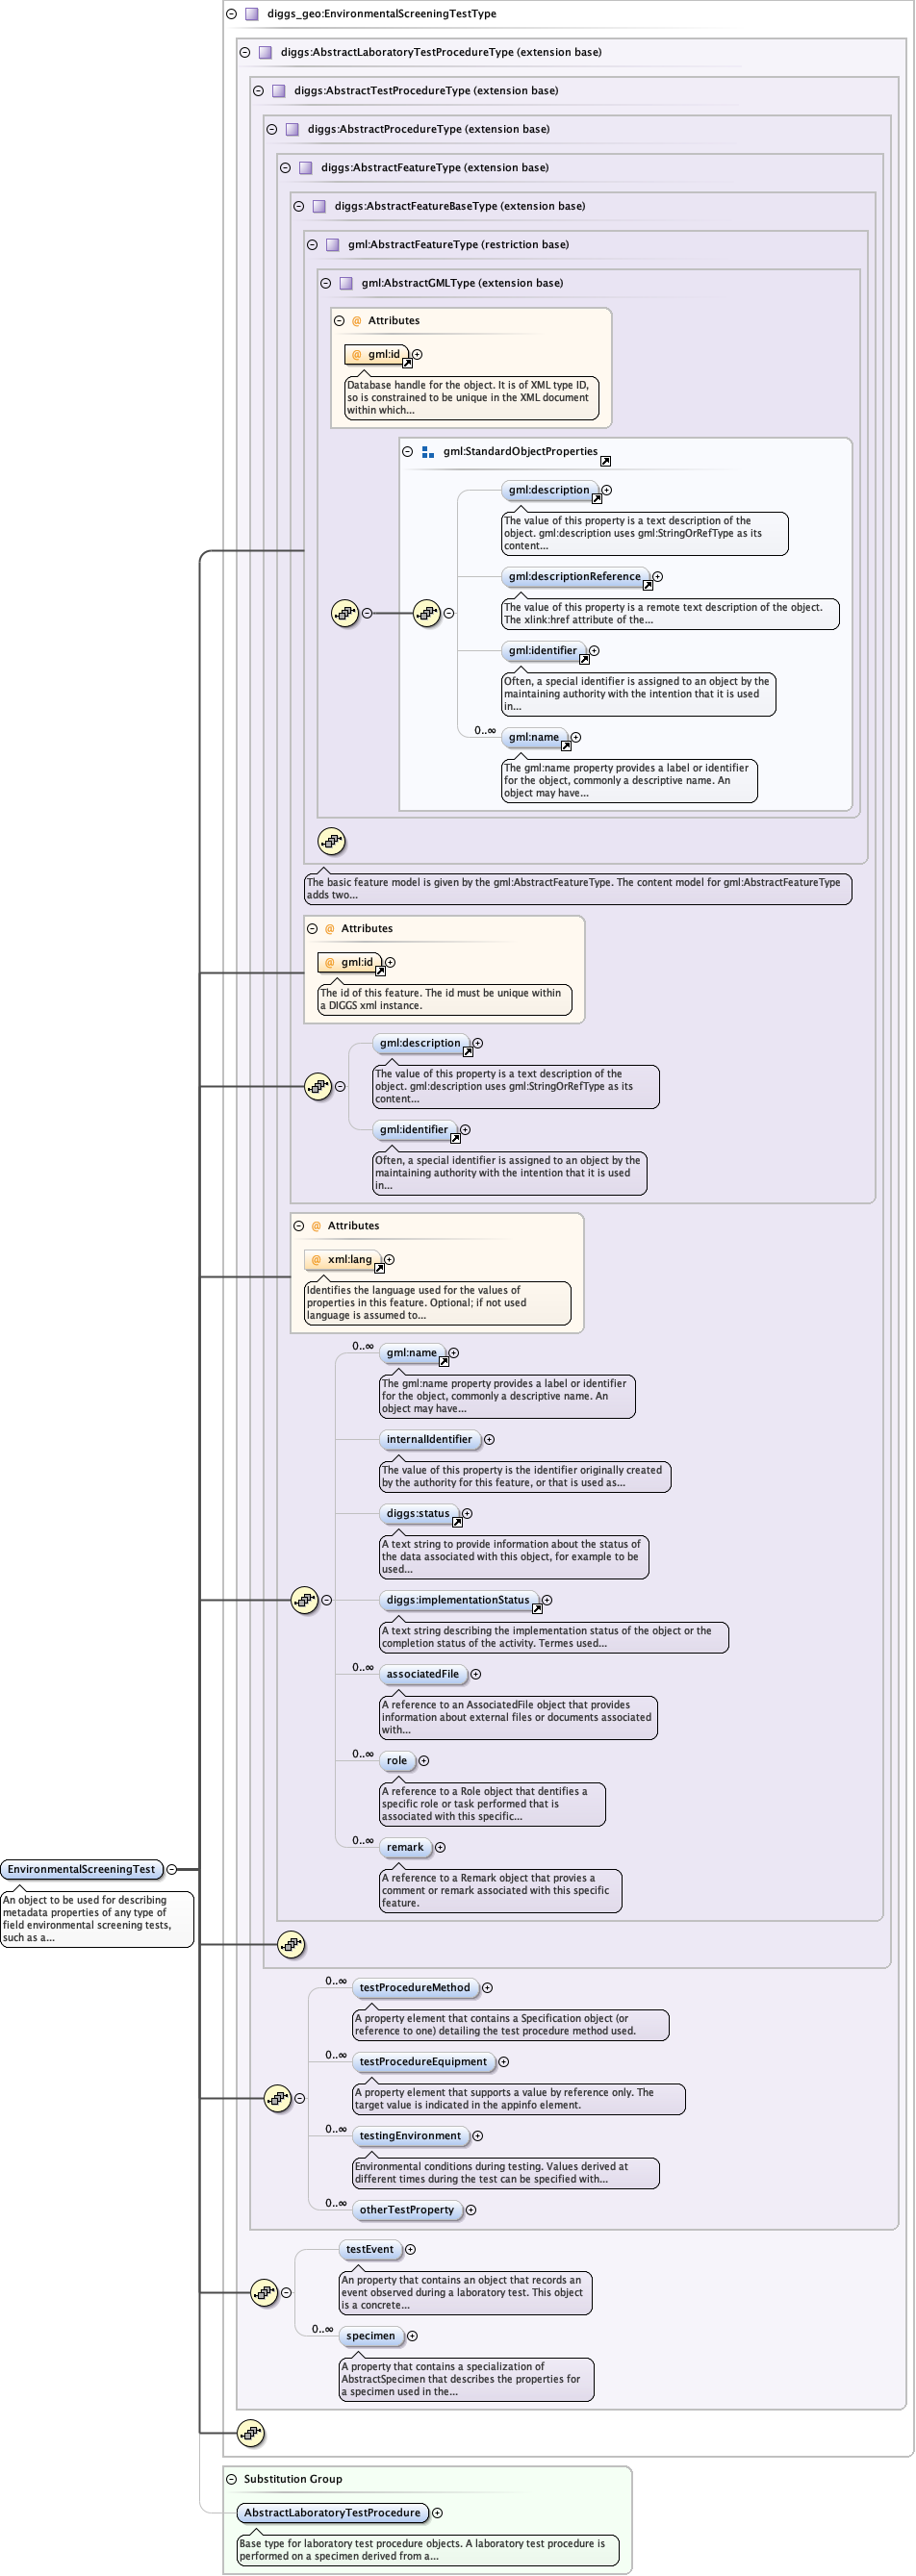 diggs_geo:EnvironmentalScreeningTestType
diggs:AbstractLaboratoryTestProcedureType (extension base)
diggs:AbstractTestProcedureType (extension base)
diggs:AbstractProcedureType (extension base)
diggs:AbstractFeatureType (extension base)
diggs:AbstractFeatureBaseType (extension base)
gml:AbstractFeatureType (restriction base)
gml:AbstractGMLType (extension base)
@ Attributes
@ gml:id
Database handle for the object. It is of XML type ID,
so is constrained to be unique in the XML document
within which...
gml:StandardObjectProperties
gml:description
The value of this property is a text description of the
object. gml:description uses gml:StringOrRefType as its
content...
gml:descriptionReference
The value of this property is a remote text description of the object.
The xlink:href attribute of the...
gml:identifier
Often, a special identifier is assigned to an object by the
maintaining authority with the intention that it is used
in...
0..∞
gml:name
The gml:name property provides a label or identifier
for the object, commonly a descriptive name. An
object may have...
The basic feature model is given by the gml:AbstractFeatureType. The content model for gml:AbstractFeatureType
adds two...
@ Attributes
@ gml:id
The id of this feature. The id must be unique within
a DIGGS xml instance.
gml:description
The value of this property is a text description of the
object. gml:description uses gml:StringOrRefType as its
content...
gml:identifier
Often, a special identifier is assigned to an object by the
maintaining authority with the intention that it is used
in...
@ Attributes
@ xml:lang
Identifies the language used for the values of
properties in this feature. Optional; if not used
language is assumed to...
0..∞
gml:name
The gml:name property provides a label or identifier
for the object, commonly a descriptive name. An
object may have...
internalIdentifier
The value of this property is the identifier originally created
by the authority for this feature, or that is used as...
diggs:status
A text string to provide information about the status of
the data associated with this object, for example to be
used...
diggs:implementationStatus
A text string describing the implementation status of the object or the
completion status of the activity. Termes used...
0..∞
associatedFile
A reference to an AssociatedFile object that provides
information about external files or documents associated
with...
0..∞
role
A reference to a Role object that dentifies a
specific role or task performed that is
associated with this specific...
0..∞
remark
A reference to a Remark object that provies a
comment or remark associated with this specific
feature.
EnvironmentalScreeningTest
An object to be used for describing
metadata properties of any type of
field environmental screening tests,
such as a...
0..∞
testProcedureMethod
A property element that contains a Specification object (or
reference to one) detailing the test procedure method used.
0..∞
testProcedureEquipment
A property element that supports a value by reference only. The
target value is indicated in the appinfo element.
0..∞
testingEnvironment
Environmental conditions during testing. Values derived at
different times during the test can be specified with...
0..∞
otherTestProperty
testEvent
An property that contains an object that records an
event observed during a laboratory test. This object
is a concrete...
0..∞
specimen
A property that contains a specialization of
AbstractSpecimen that describes the properties for
a specimen used in the...
Substitution Group
AbstractLaboratoryTestProcedure
Base type for laboratory test procedure objects. A laboratory test procedure is
performed on a specimen derived from a...